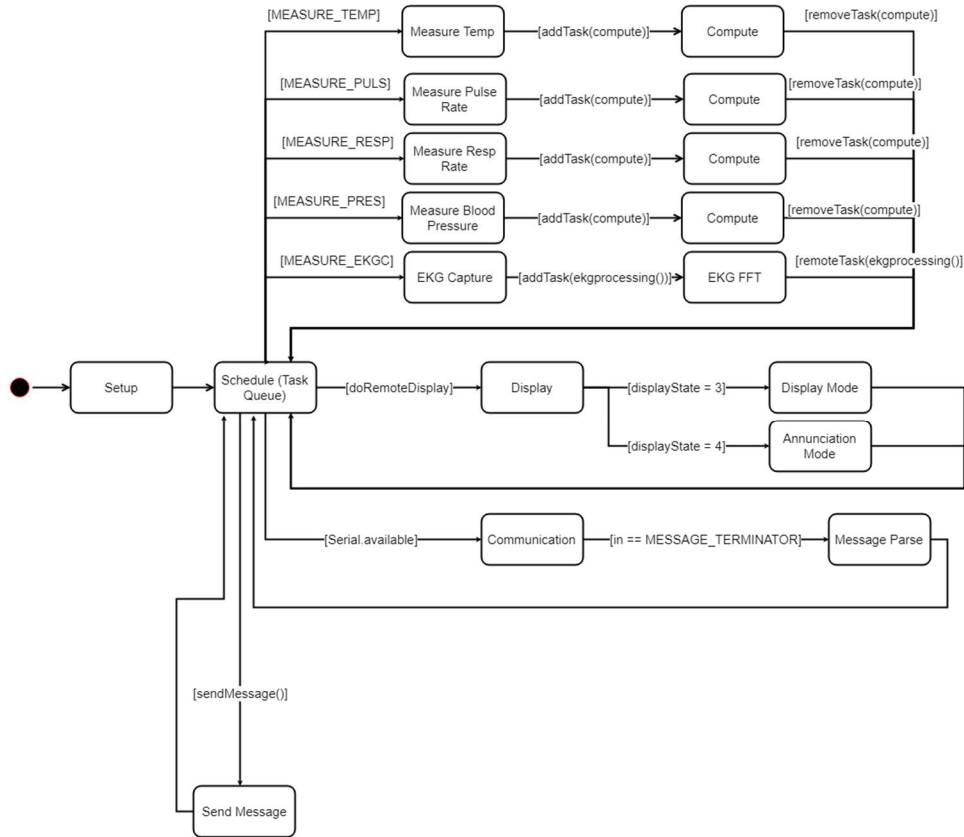 [MEASURE_TEMP]
Measure Temp
[addTask(compute)]
Compute
[removeTask(compute)]
[MEASURE_PULS]
Measure Pulse
Rate
[addTask(compute)]
Compute
[removeTask(compute)]
[MEASURE_RESP]
Measure Resp
Rate
[addTask(compute)]
Compute
[removeTask(compute)]
[MEASURE_PRES]
Measure Blood
Pressure
[addTask(compute)]
Compute
[removeTask(compute)]
[MEASURE_EKGC]
EKG Capture
[addTask(ekgprocessing())]
EKG FFT
[remoteTask(ekgprocessing()]
Setup
Schedule (Task
Queue)
[doRemoteDisplay]
Display
[displayState = 3]
Display Mode
[displayState = 4]
Annunciation
Mode
[Serial.available]
Communication
[in == MESSAGE_TERMINATOR]
Message Parse
[sendMessage()]
Send Message